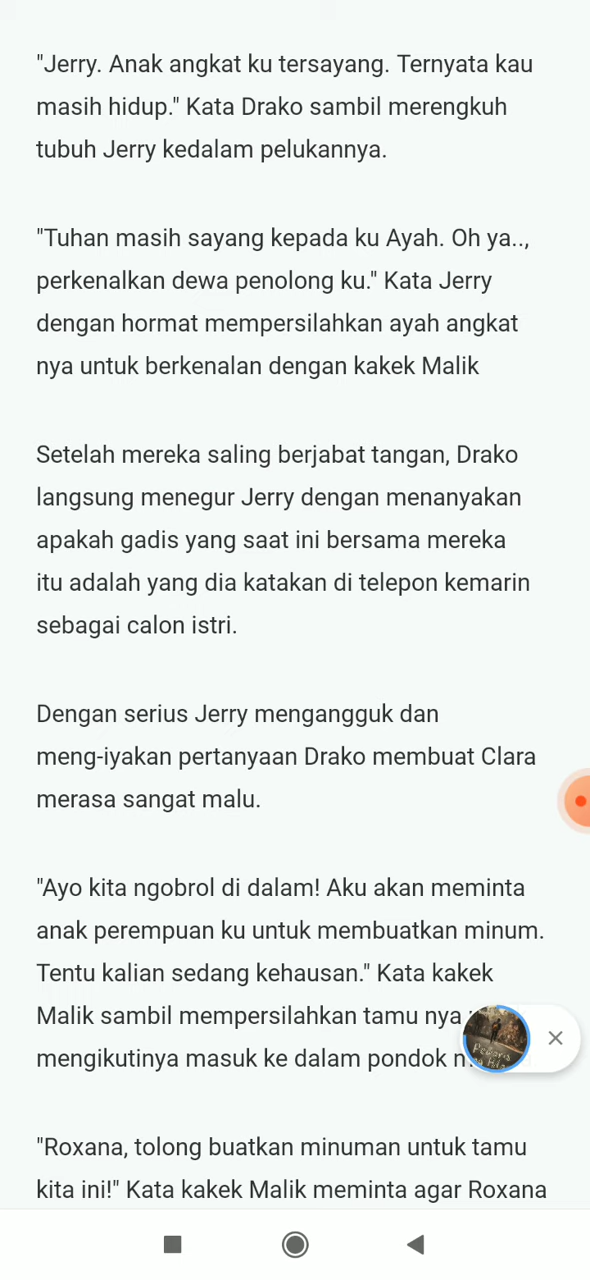 "Jerry. Anak angkat ku tersayang. Ternyata kau
masih hidup." Kata Drako sambil merengkuh
tubuh Jerry kedalam pelukannya.
"Tuhan masih sayang kepada ku Ayah. Oh ya..,
perkenalkan dewa penolong ku." Kata Jerry
dengan hormat mempersilahkan ayah angkat
nya untuk berkenalan dengan kakek Malik
Setelah mereka saling berjabat tangan, Drako
langsung menegur Jerry dengan menanyakan
apakah gadis yang saat ini bersama mereka
itu adalah yang dia katakan di telepon kemarin
sebagai calon istri.
Dengan serius Jerry mengangguk dan
meng-iyakan pertanyaan Drako membuat Clara
merasa sangat malu.
"Ayo kita ngobrol di dalam! Aku akan meminta
anak perempuan ku untuk membuatkan minum.
Tentu kalian sedang kehausan." Kata kakek
Malik sambil mempersilahkan tamu nya
mengikutinya masuk ke dalam pondok
Pewaris
"Roxana, tolong buatkan minuman untuk tamu
kita ini!" Kata kakek Malik meminta agar Roxana